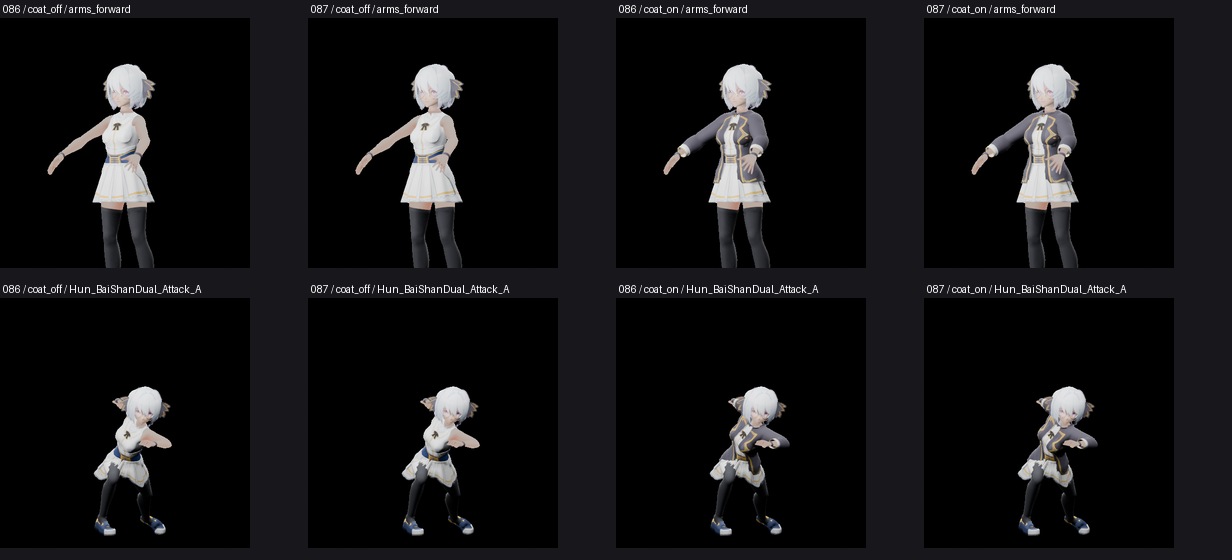 086 / coat_off / arms_forward
087 / coat_off / arms_forward
086 / coat_on / arms_forward
087 / coat_on / arms_forward
086 / coat_off / Hun_BaiShanDual_Attack_A
087 / coat_off / Hun_BaiShanDual_Attack_A
086 / coat_on / Hun_BaiShanDual_Attack_A
087 / coat_on / Hun_BaiShanDual_Attack_A